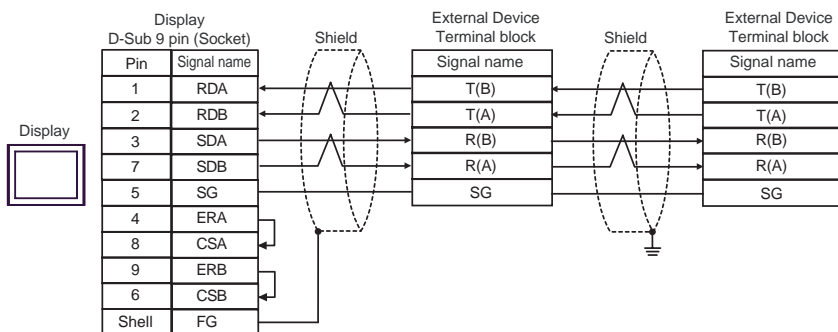 Display
D-Sub 9 pin (Socket)
Shield
External Device
Terminal block
Shield
External Device
Terminal block
Pin Signal name
Signal name
Signal name
1 RDA
T(B)
T(B)
2 RDB
T(A)
T(A)
Display
3 SDA
R(B)
R(B)
7 SDB
R(A)
R(A)
5 SG
SG
SG
4 ERA
8 CSA
9 ERB
6 CSB
Shell FG